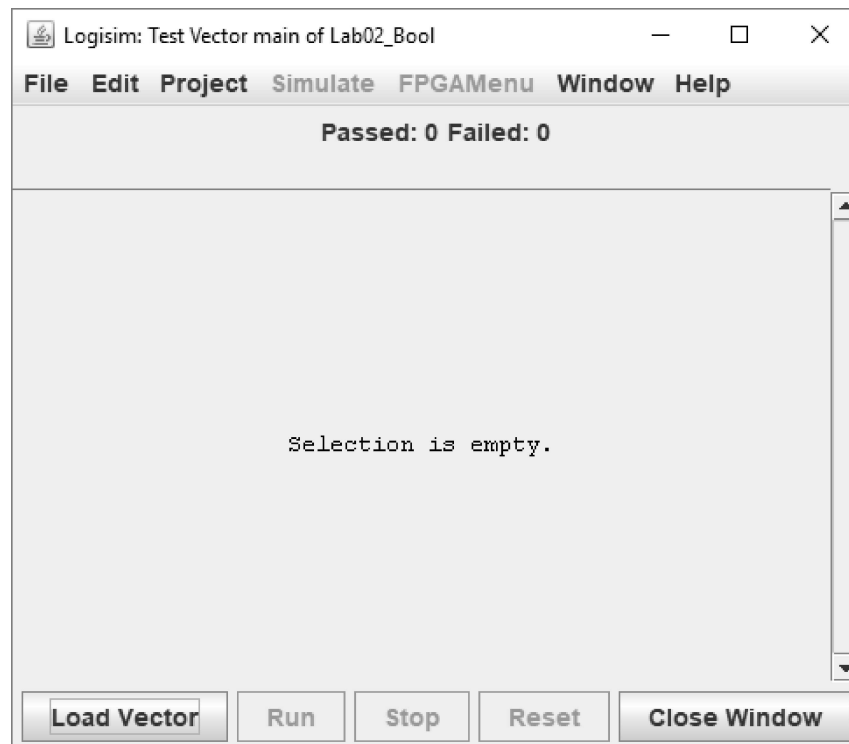 Logisim: Test Vector main of Lab02_Bool
File Edit Project Simulate FPGAMenu Window Help
Passed: 0 Failed: 0
Selection is empty.
Load Vector Run Stop Reset Close Window